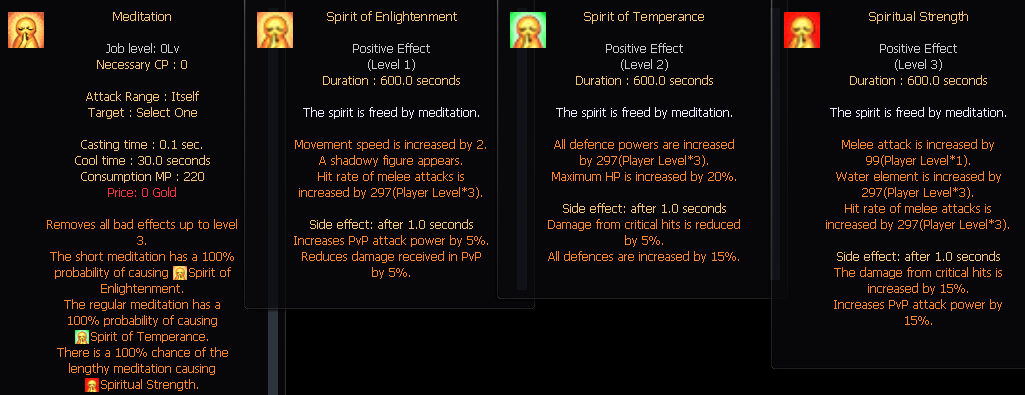 Meditation
Job level: 0Lv
Necessary CP : 0
Attack Range : Itself
Target : Select One
Casting time : 0.1 sec.
Cool time : 30.0 seconds
Consumption MP : 220
Price: 0 Gold
Removes all bad effects up to level
3.
The short meditation has a 100%
probability of causing Spirit of
Enlightenment.
The regular meditation has a
100% probability of causing
Spirit of Temperance.
There is a 100% chance of the
lengthy meditation causing
Spiritual Strength.
Spirit of Enlightenment
Positive Effect
(Level 1)
Duration : 600.0 seconds
The spirit is freed by meditation.
Movement speed is increased by 2.
A shadowy figure appears.
Hit rate of melee attacks is
increased by 297(Player Level*3).
Side effect: after 1.0 seconds
Increases PvP attack power by 5%.
Reduces damage received in PvP
by 5%.
Spirit of Temperance
Positive Effect
(Level 2)
Duration : 600.0 seconds
The spirit is freed by meditation.
All defence powers are increased
by 297(Player Level*3).
Maximum HP is increased by 20%.
Side effect: after 1.0 seconds
Damage from critical hits is reduced
by 5%.
All defences are increased by 15%.
Spiritual Strength
Positive Effect
(Level 3)
Duration : 600.0 seconds
The spirit is freed by meditation.
Melee attack is increased by
99(Player Level*1).
Water element is increased by
297(Player Level*3).
Hit rate of melee attacks is
increased by 297(Player Level*3).
Side effect: after 1.0 seconds
The damage from critical hits is
increased by 15%.
Increases PvP attack power by
15%.